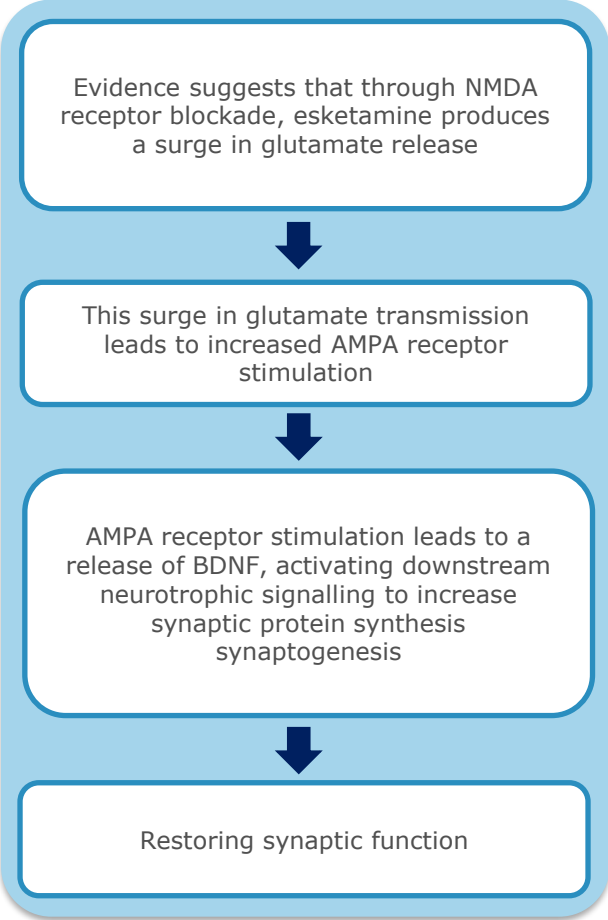 Evidence suggests that through NMDA
receptor blockade, esketamine produces
a surge in glutamate release
This surge in glutamate transmission
leads to increased AMPA receptor
stimulation
AMPA receptor stimulation leads to a
release of BDNF, activating downstream
neurotrophic signalling to increase
synaptic protein synthesis
synaptogenesis
Restoring synaptic function